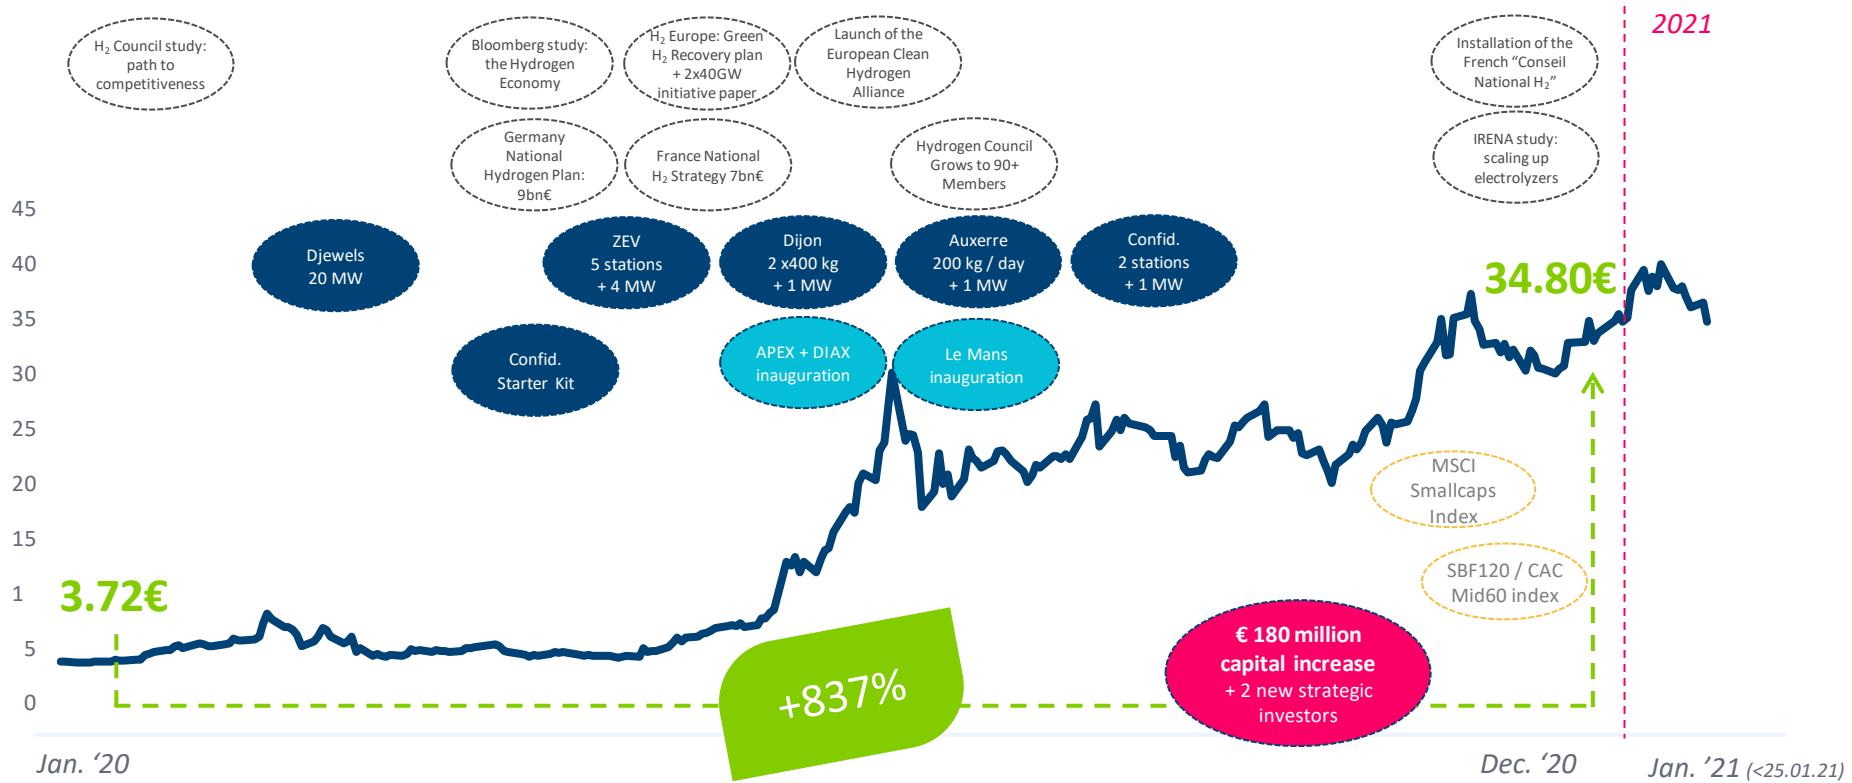 2021
H₂ Council study:
path to
competitiveness
Bloomberg study:
the Hydrogen
Economy
H₂ Europe: Green
H₂ Recovery plan
+ 2x40GW
initiative paper
Launch of the
European Clean
Hydrogen
Alliance
Installation of the
French “Conseil
National H₂”
Germany
National
Hydrogen Plan:
9bn€
France National
H₂ Strategy 7bn€
Hydrogen Council
Grows to 90+
Members
IRENA study:
scaling up
electrolyzers
45
40
35
30
25
20
15
1
5
0
Djewels
20 MW
ZEV
5 stations
+ 4 MW
Dijon
2 x400 kg
+ 1 MW
Auxerre
200 kg / day
+ 1 MW
Confid.
2 stations
+ 1 MW
34.80€
Confid.
Starter Kit
APEX + DIAX
inauguration
Le Mans
inauguration
MSCI
Smallcaps
Index
SBF120 / CAC
Mid60 index
3.72€
+837%
€ 180 million
capital increase
+ 2 new strategic
investors
Jan. ‘20
Dec. ‘20
Jan. ’21 (<25.01.21)